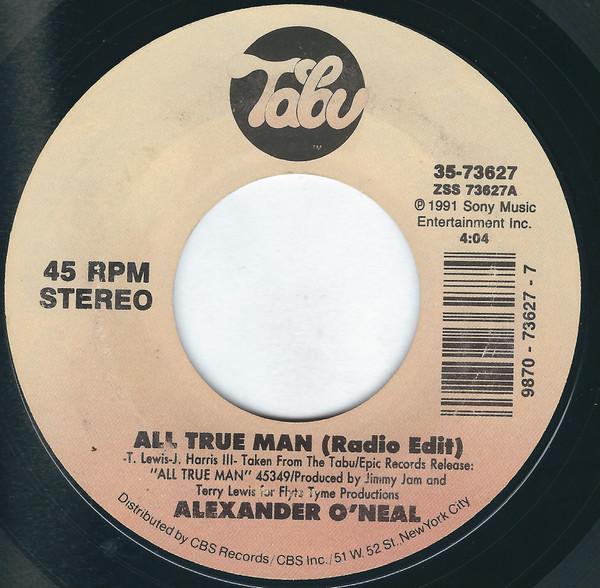 Tabu
TM
35-73627
ZSS 73627A
℗ 1991 Sony Music
Entertainment Inc.
4:04
45 RPM
STEREO
9870 - 73627 - 7
ALL TRUE MAN (Radio Edit)
-T. Lewis-J. Harris III- Taken From The Tabu/Epic Records Release:
"ALL TRUE MAN" 45349/Produced by Jimmy Jam and
Terry Lewis for Flyte Tyme Productions
ALEXANDER O'NEAL
Distributed by CBS Records/CBS Inc./51 W. 52 St., New York City